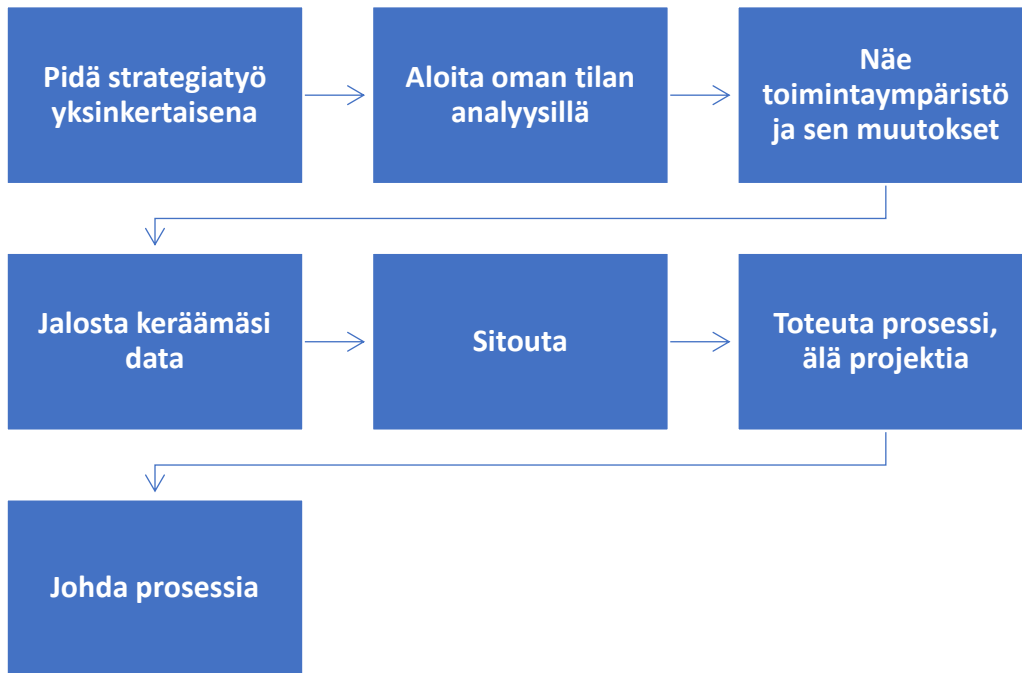 Pidä strategiatyö
yksinkertaisena
Aloita oman tilan
analyysillä
Näe
toimintaympäristö
ja sen muutokset
Jalosta keräämäsi
data
Sitouta
Toteuta prosessi,
älä projektia
Johda prosessia